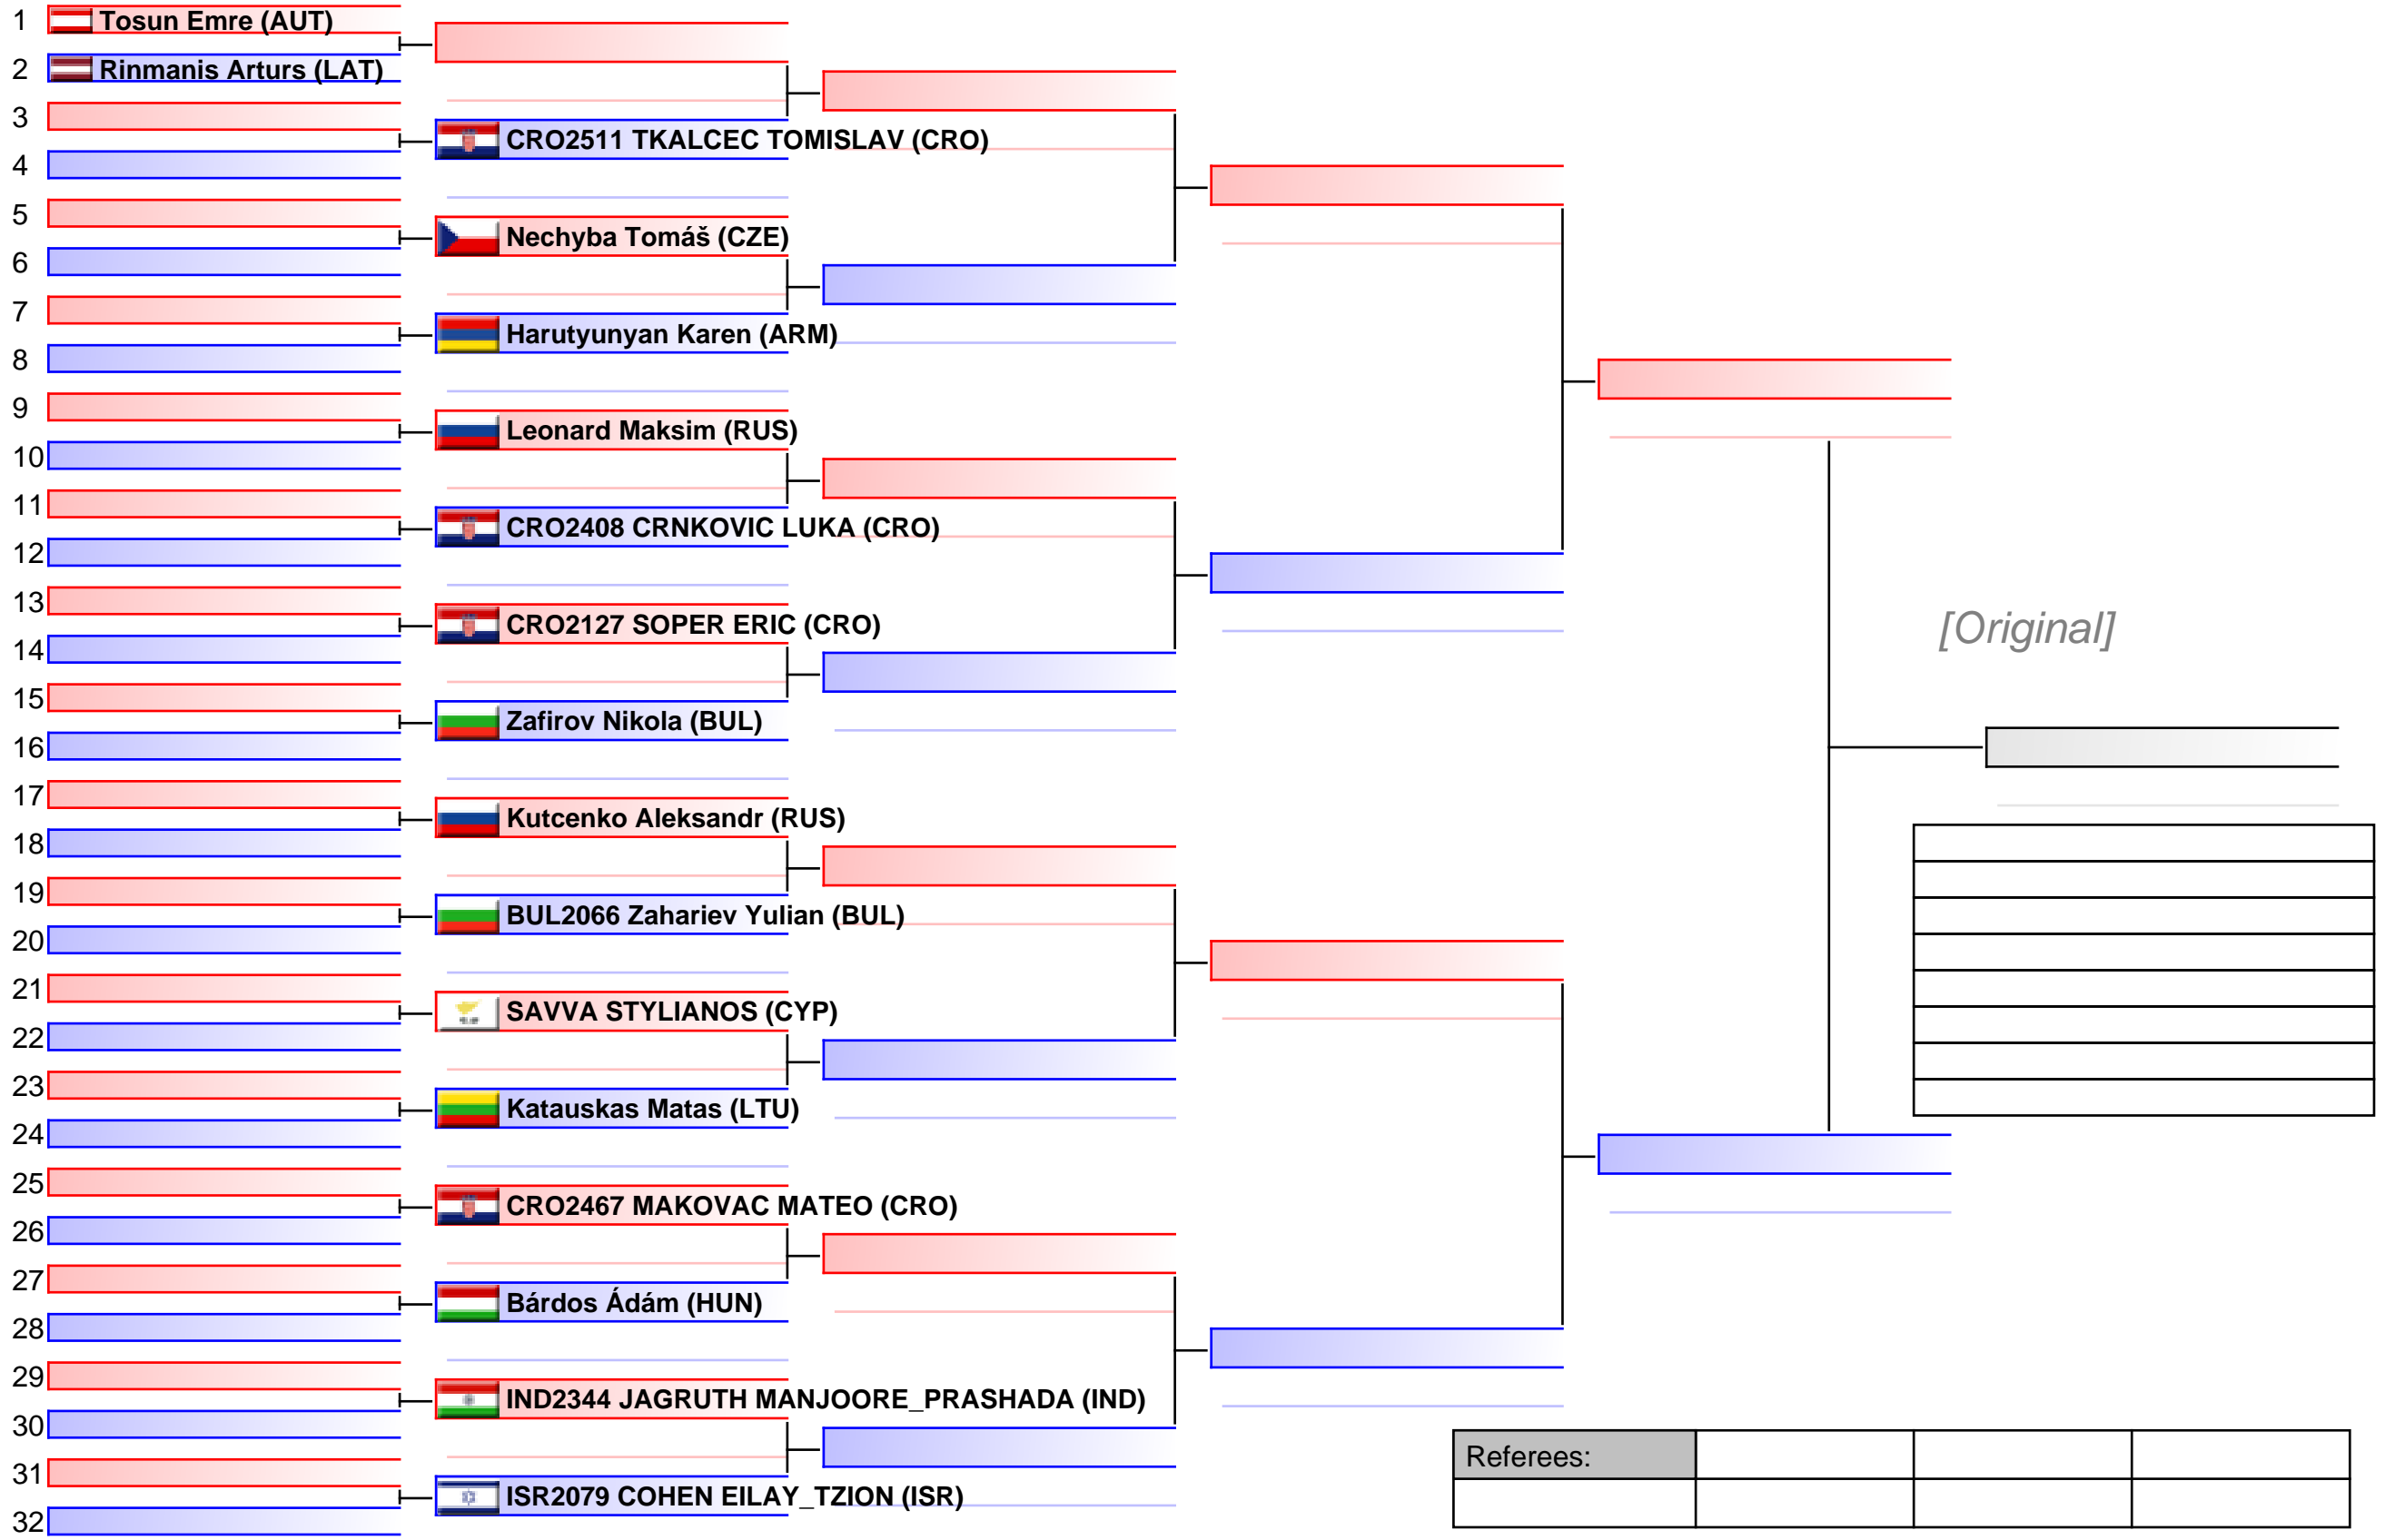 1 Tosun Emre (AUT)
2 Rinmanis Arturs (LAT)
3
CRO2511 TKALCEC TOMISLAV (CRO)
4
5
Nechyba Tomáš (CZE)
6
7
Harutyunyan Karen (ARM)
8
9
Leonard Maksim (RUS)
10
11
CRO2408 CRNKOVIC LUKA (CRO)
12
13
CRO2127 SOPER ERIC (CRO)
[Original]
14
15
Zafirov Nikola (BUL)
16
17
Kutcenko Aleksandr (RUS)
18
19
BUL2066 Zahariev Yulian (BUL)
20
21
SAVVA STYLIANOS (CYP)
22
23
Katauskas Matas (LTU)
24
25
CRO2467 MAKOVAC MATEO (CRO)
26
27
Bárdos Ádám (HUN)
28
29
IND2344 JAGRUTH MANJOORE_PRASHADA (IND)
30
Referees:
31
ISR2079 COHEN EILAY_TZION (ISR)
32